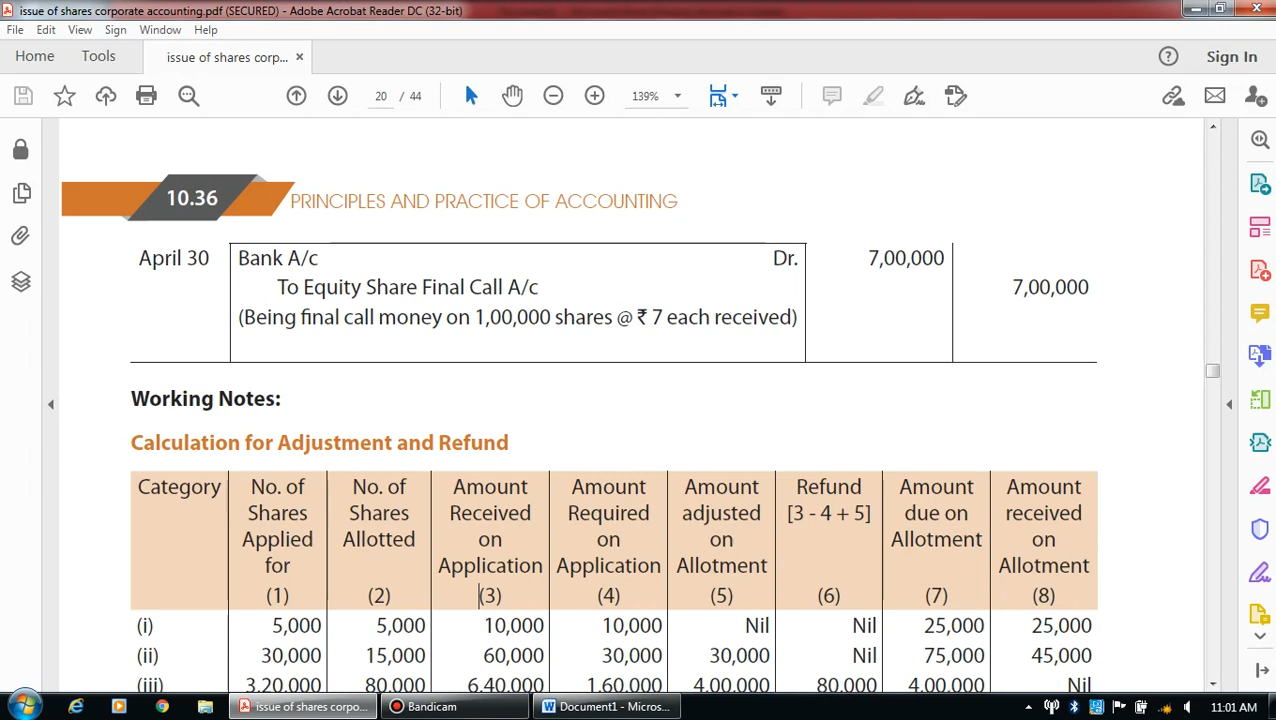 issue of shares corporate accounting.pdf (SECURED) - Adobe Acrobat Reader DC (32-bit)
File Edit View Sign Window Help
Home Tools issue of shares corp... × Sign In
20 / 44 139%
10.36 PRINCIPLES AND PRACTICE OF ACCOUNTING
April 30 Bank A/c Dr. 7,00,000
To Equity Share Final Call A/c 7,00,000
(Being final call money on 1,00,000 shares @ ₹ 7 each received)
Working Notes:
Calculation for Adjustment and Refund
Category No. of Shares Applied for (1) No. of Shares Allotted (2) Amount Received on Application (3) Amount Required on Application (4) Amount adjusted on Allotment (5) Refund [3 - 4 + 5] (6) Amount due on Allotment (7) Amount received on Allotment (8)
(i) 5,000 5,000 10,000 10,000 Nil Nil 25,000 25,000
(ii) 30,000 15,000 60,000 30,000 30,000 Nil 75,000 45,000
(iii) 3,20,000 80,000 6,40,000 1,60,000 4,00,000 80,000 4,00,000 Nil
issue of shares corpo... Bandicam Document1 - Micros... 11:01 AM